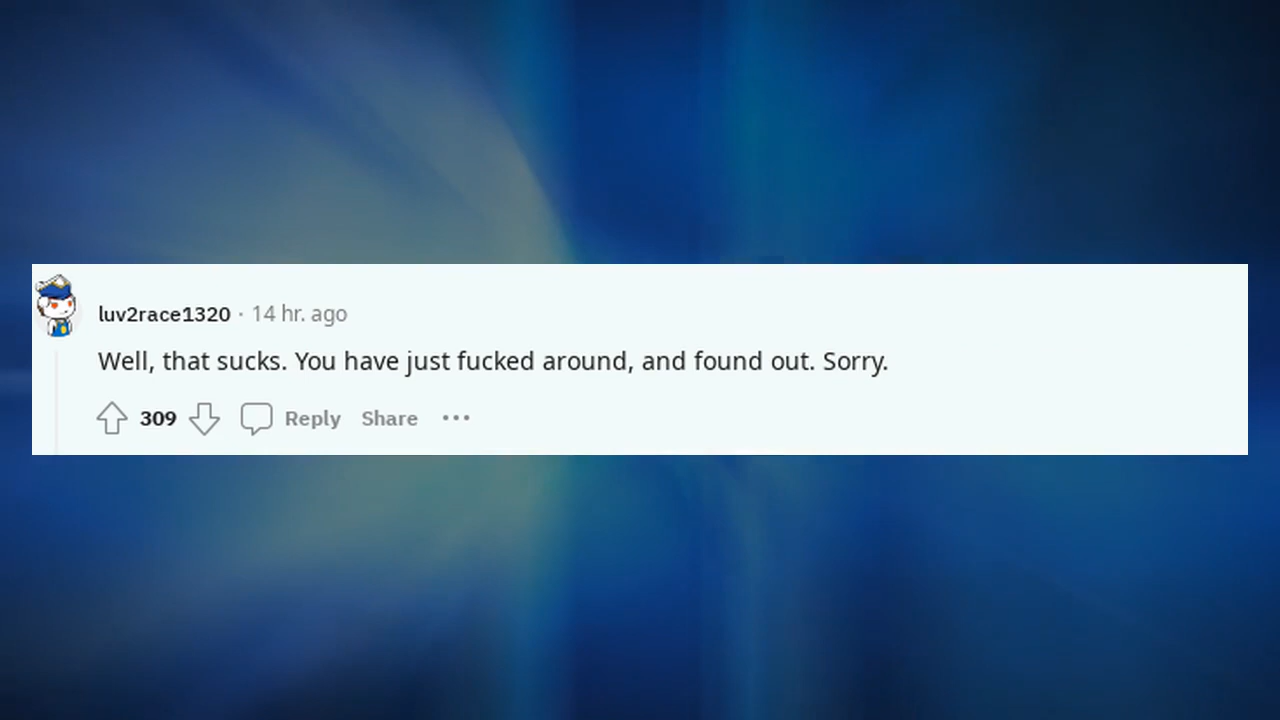 luv2race1320 · 14 hr. ago
Well, that sucks. You have just fucked around, and found out. Sorry.
309 Reply Share ···